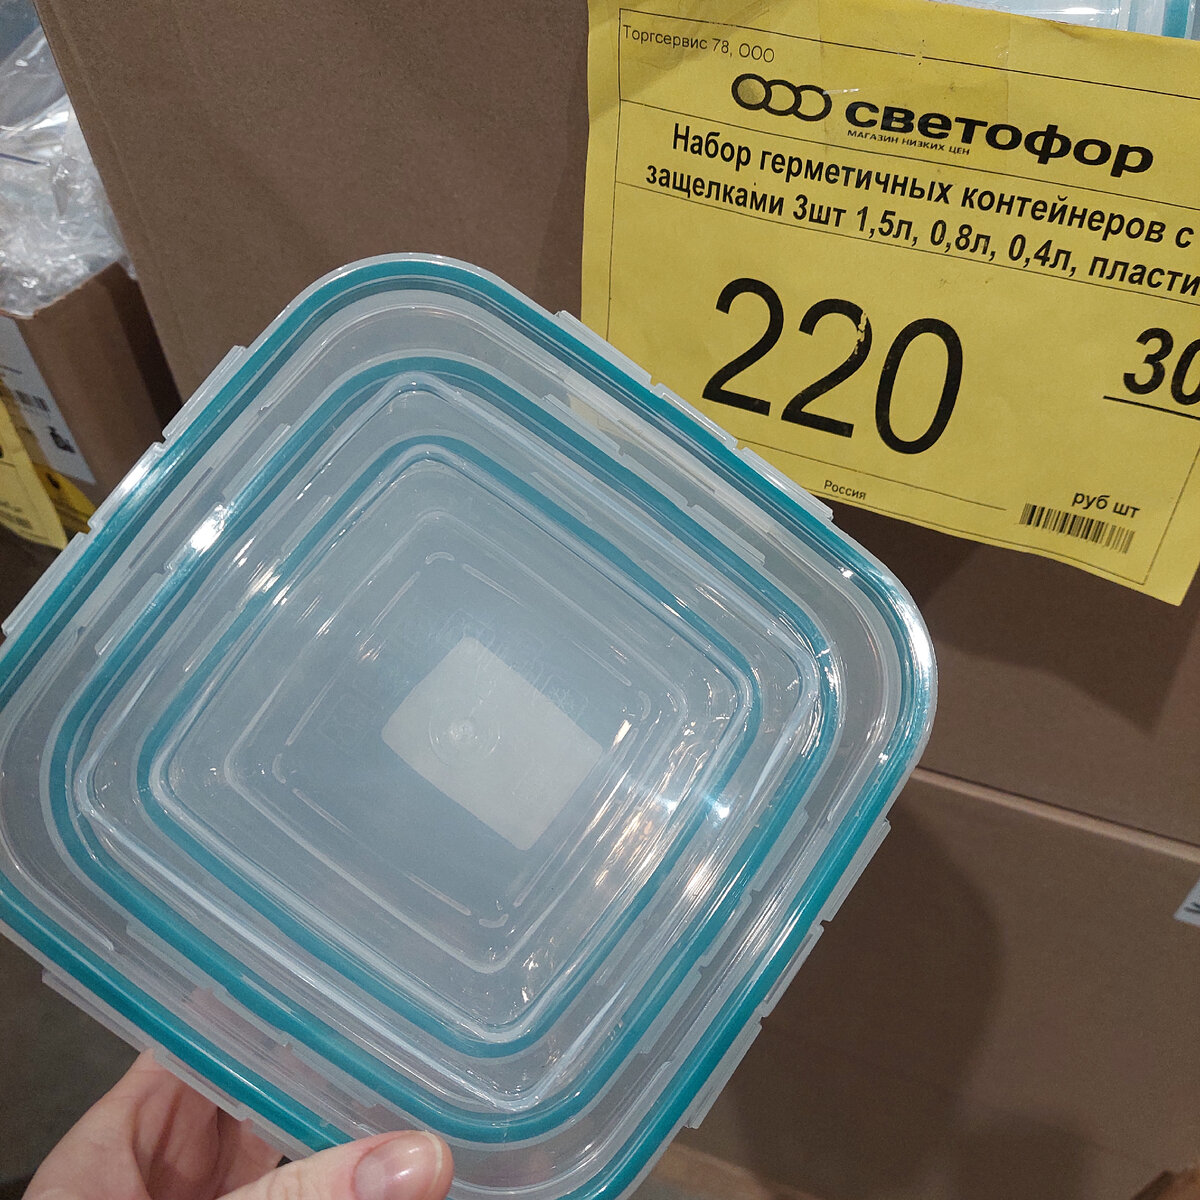 Торгсервис 78, ООО
светофор
МАГАЗИН НИЗКИХ ЦЕН
Набор герметичных контейнеров с
защелками 3шт 1,5л, 0,8л, 0,4л, пласти
220
30
Россия
руб шт